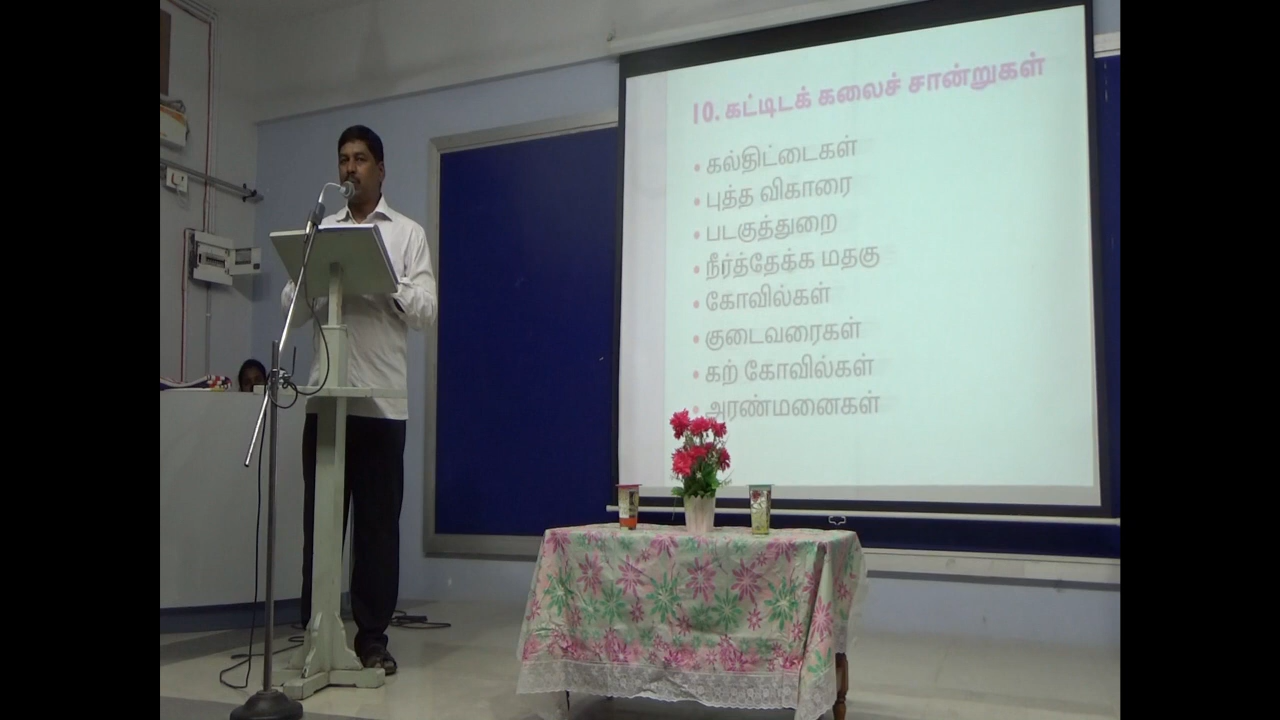 10. கட்டிடக் கலைச் சான்றுகள்
• கல்திட்டைகள்
• புத்த விகாரை
• படகுத்துறை
• நீர்த்தேக்க மதகு
• கோவில்கள்
• குடைவரைகள்
• கற் கோவில்கள்
• அரண்மனைகள்